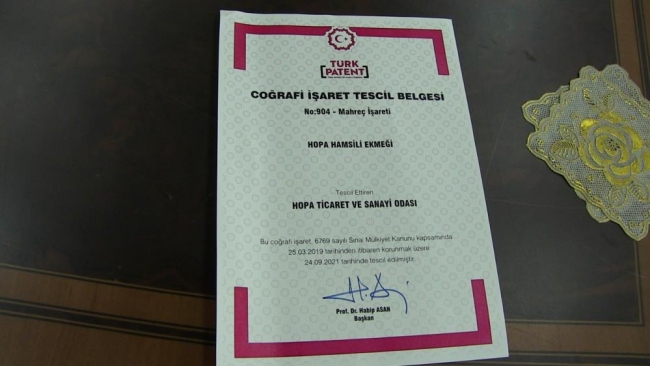 TÜRK
PATENT
COĞRAFİ İŞARET TESCİL BELGESİ
No:904 - Mahreç İşareti
HOPA HAMSİLİ EKMEĞİ
Tescil Ettiren
HOPA TİCARET VE SANAYİ ODASI
Bu coğrafi işaret, 6769 sayılı Sınai Mülkiyet Kanunu kapsamında
25.03.2019 tarihinden itibaren korunmak üzere
24.09.2021 tarihinde tescil edilmiştir.
Prof. Dr. Habip ASAN
Başkan